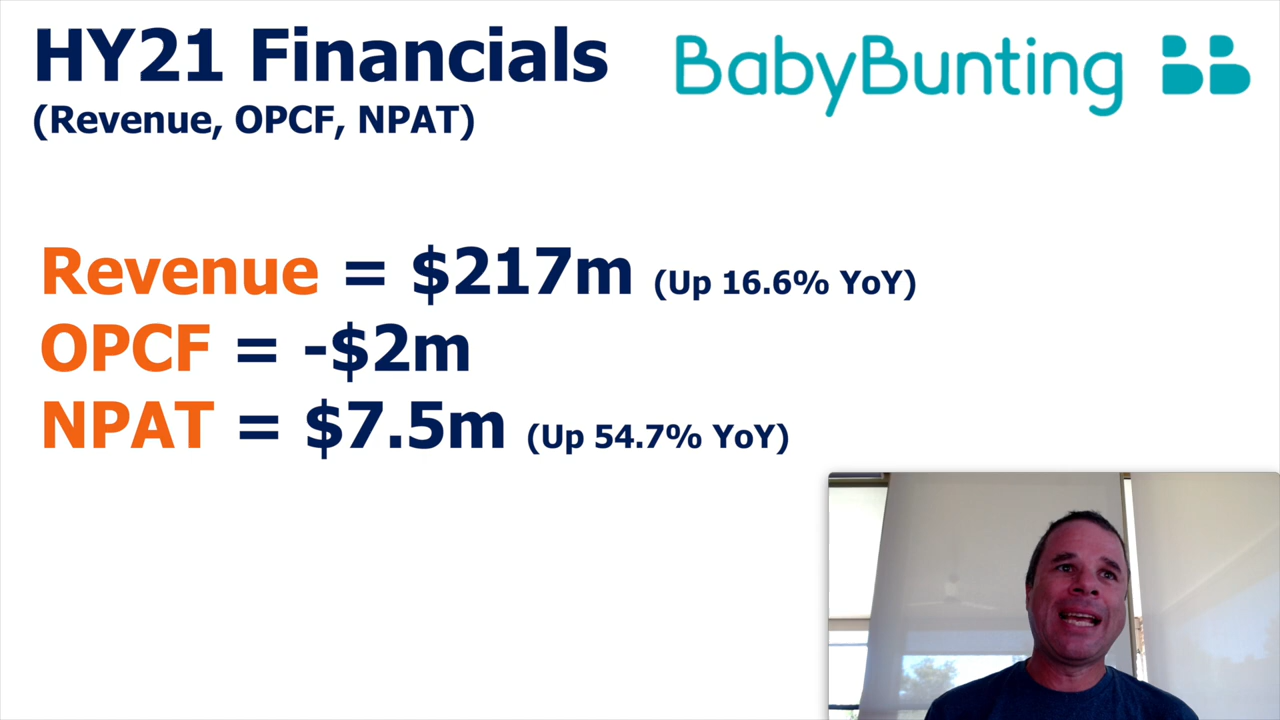 HY21 Financials
(Revenue, OPCF, NPAT)
BabyBunting
Revenue = $217m (Up 16.6% YoY)
OPCF = -$2m
NPAT = $7.5m (Up 54.7% YoY)